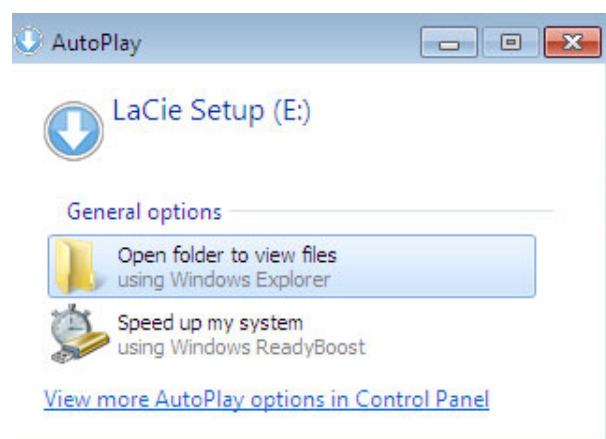 AutoPlay
LaCie Setup (E:)
General options
Open folder to view files
using Windows Explorer
Speed up my system
using Windows ReadyBoost
View more AutoPlay options in Control Panel